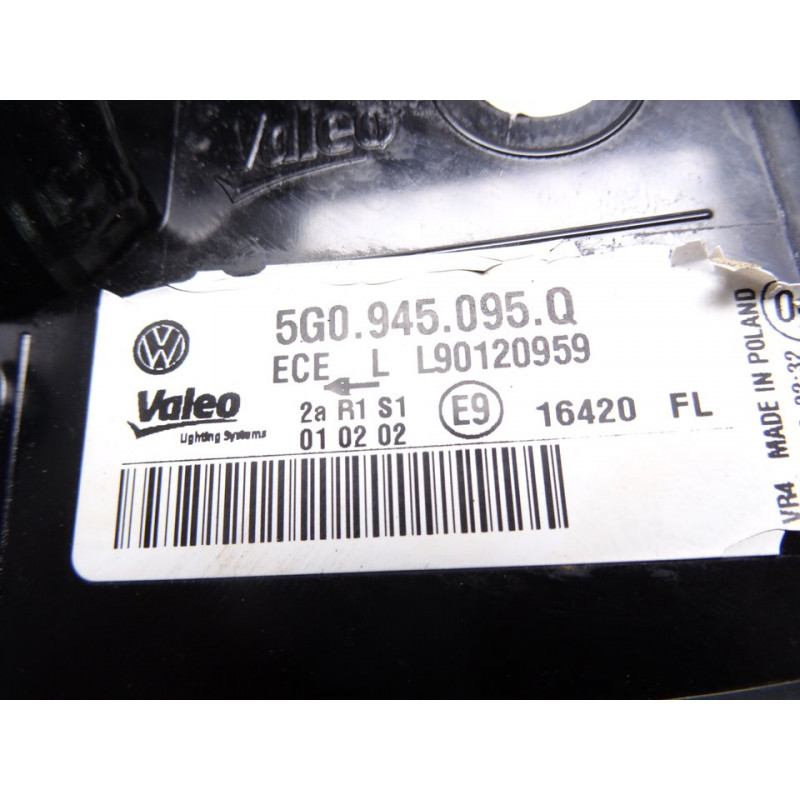 Valeo
5G0.945.095.Q
ECE L L90120959
Valeo
Lighting Systems
2a R1 S1
01 02 02
E9
16420 FL
VR4 MADE IN POLAND